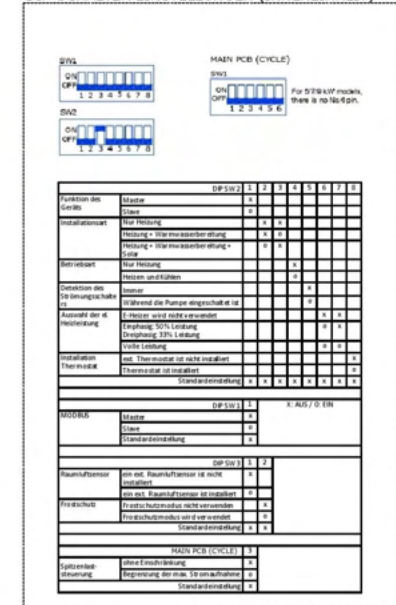 SW1
ON
OFF
1 2 3 4 5 6 7 8
SW2
ON
OFF
1 2 3 4 5 6 7 8
MAIN PCB (CYCLE)
SW1
ON
OFF
1 2 3 4 5 6
For 5/7/9 kW models,
there is no No.4 pin.
DIP SW 2 1 2 3 4 5 6 7 8
Funktion des Geräts
Master x
Slave o
Installationsart
Nur Heizung x x
Heizung + Warmwasserbereitung x o
Heizung + Warmwasserbereitung + Solar o x
Betriebsart
Nur Heizung x
Heizen und Kühlen o
Detektion des Strömungsschalters
Immer x
Während die Pumpe eingeschaltet ist o
Auswahl der el. Heizleistung
E-Heizer wird nicht verwendet x x
Einphasig: 50% Leistung
Dreiphasig: 33% Leistung o x
Volle Leistung o o
Installation Thermostat
ext. Thermostat ist nicht installiert x
Thermostat ist installiert o
Standardeinstellung x x x x x x x x
DIP SW 1 1 X: AUS / O: EIN
MODBUS
Master x
Slave o
Standardeinstellung x
DIP SW 3 1 2
Raumluftsensor
ein ext. Raumluftsensor ist nicht installiert x
ein ext. Raumluftsensor ist installiert o
Frostschutz
Frostschutzmodus nicht verwenden x
Frostschutzmodus wird verwendet o
Standardeinstellung x x
MAIN PCB (CYCLE) 3
Spitzenlast-
steuerung
ohne Einschränkung x
Begrenzung der max. Stromaufnahme o
Standardeinstellung x